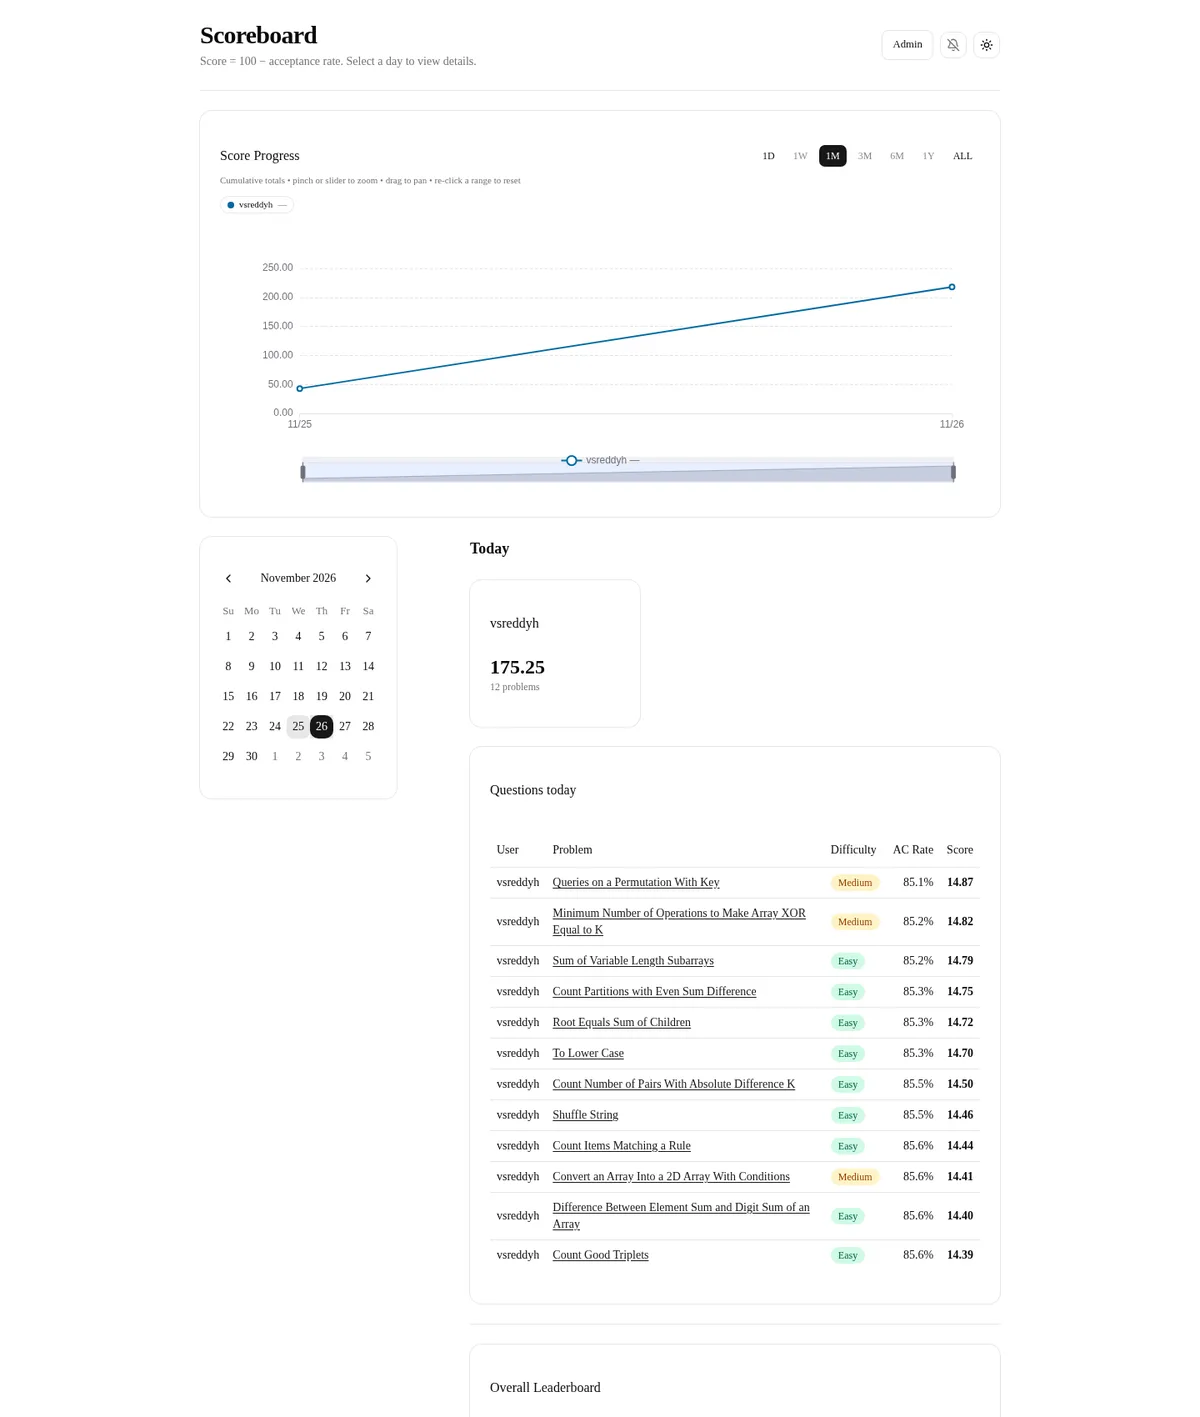 Scoreboard
Score = 100 − acceptance rate. Select a day to view details.
Admin
Score Progress
1D 1W 1M 3M 6M 1Y ALL
Cumulative totals • pinch or slider to zoom • drag to pan • re-click a range to reset
vsreddyh —
250.00
200.00
150.00
100.00
50.00
0.00
11/25 11/26
vsreddyh —
November 2026
Su Mo Tu We Th Fr Sa
1 2 3 4 5 6 7
8 9 10 11 12 13 14
15 16 17 18 19 20 21
22 23 24 25 26 27 28
29 30 1 2 3 4 5
Today
vsreddyh
175.25
12 problems
Questions today
User Problem Difficulty AC Rate Score
vsreddyh Queries on a Permutation With Key Medium 85.1% 14.87
vsreddyh Minimum Number of Operations to Make Array XOR
Equal to K Medium 85.2% 14.82
vsreddyh Sum of Variable Length Subarrays Easy 85.2% 14.79
vsreddyh Count Partitions with Even Sum Difference Easy 85.3% 14.75
vsreddyh Root Equals Sum of Children Easy 85.3% 14.72
vsreddyh To Lower Case Easy 85.3% 14.70
vsreddyh Count Number of Pairs With Absolute Difference K Easy 85.5% 14.50
vsreddyh Shuffle String Easy 85.5% 14.46
vsreddyh Count Items Matching a Rule Easy 85.6% 14.44
vsreddyh Convert an Array Into a 2D Array With Conditions Medium 85.6% 14.41
vsreddyh Difference Between Element Sum and Digit Sum of an
Array Easy 85.6% 14.40
vsreddyh Count Good Triplets Easy 85.6% 14.39
Overall Leaderboard